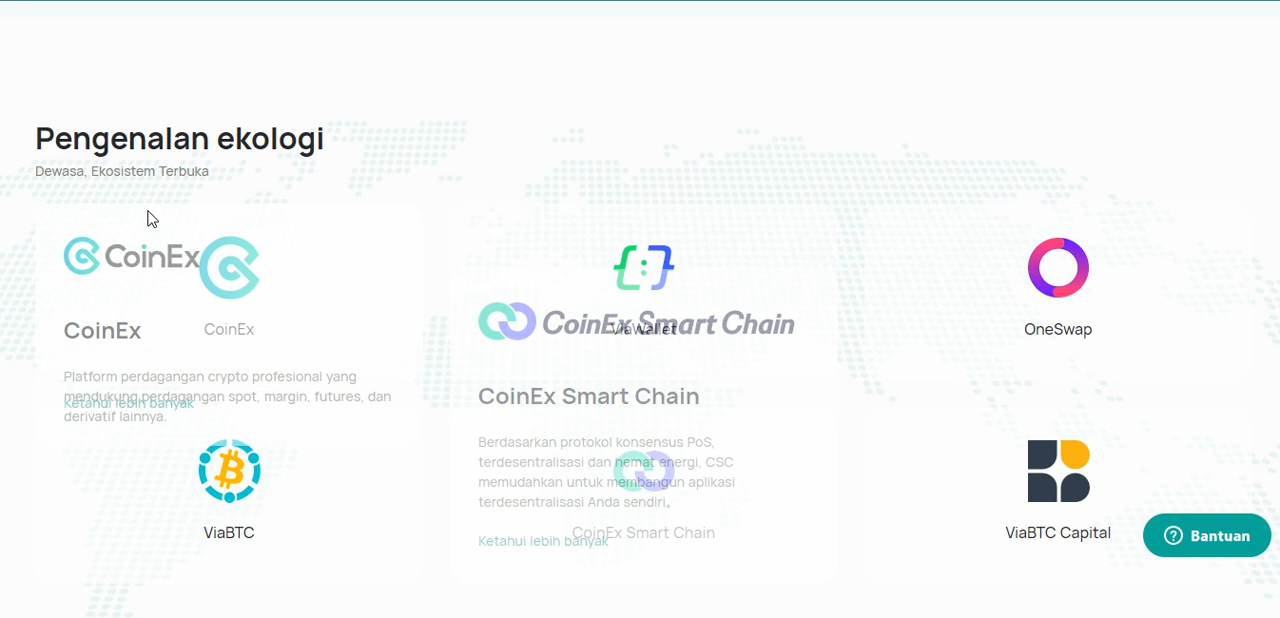 Pengenalan ekologi
Dewasa, Ekosistem Terbuka
CoinEx
CoinEx
CoinEx
Platform perdagangan crypto profesional yang
mendukung perdagangan spot, margin, futures, dan
derivatif lainnya.
Ketahui lebih banyak
ViaWallet
CoinEx Smart Chain
CoinEx Smart Chain
Berdasarkan protokol konsensus PoS,
terdesentralisasi dan hemat energi, CSC
memudahkan untuk membangun aplikasi
terdesentralisasi Anda sendiri。
CoinEx Smart Chain
Ketahui lebih banyak
OneSwap
ViaBTC
ViaBTC Capital
Bantuan